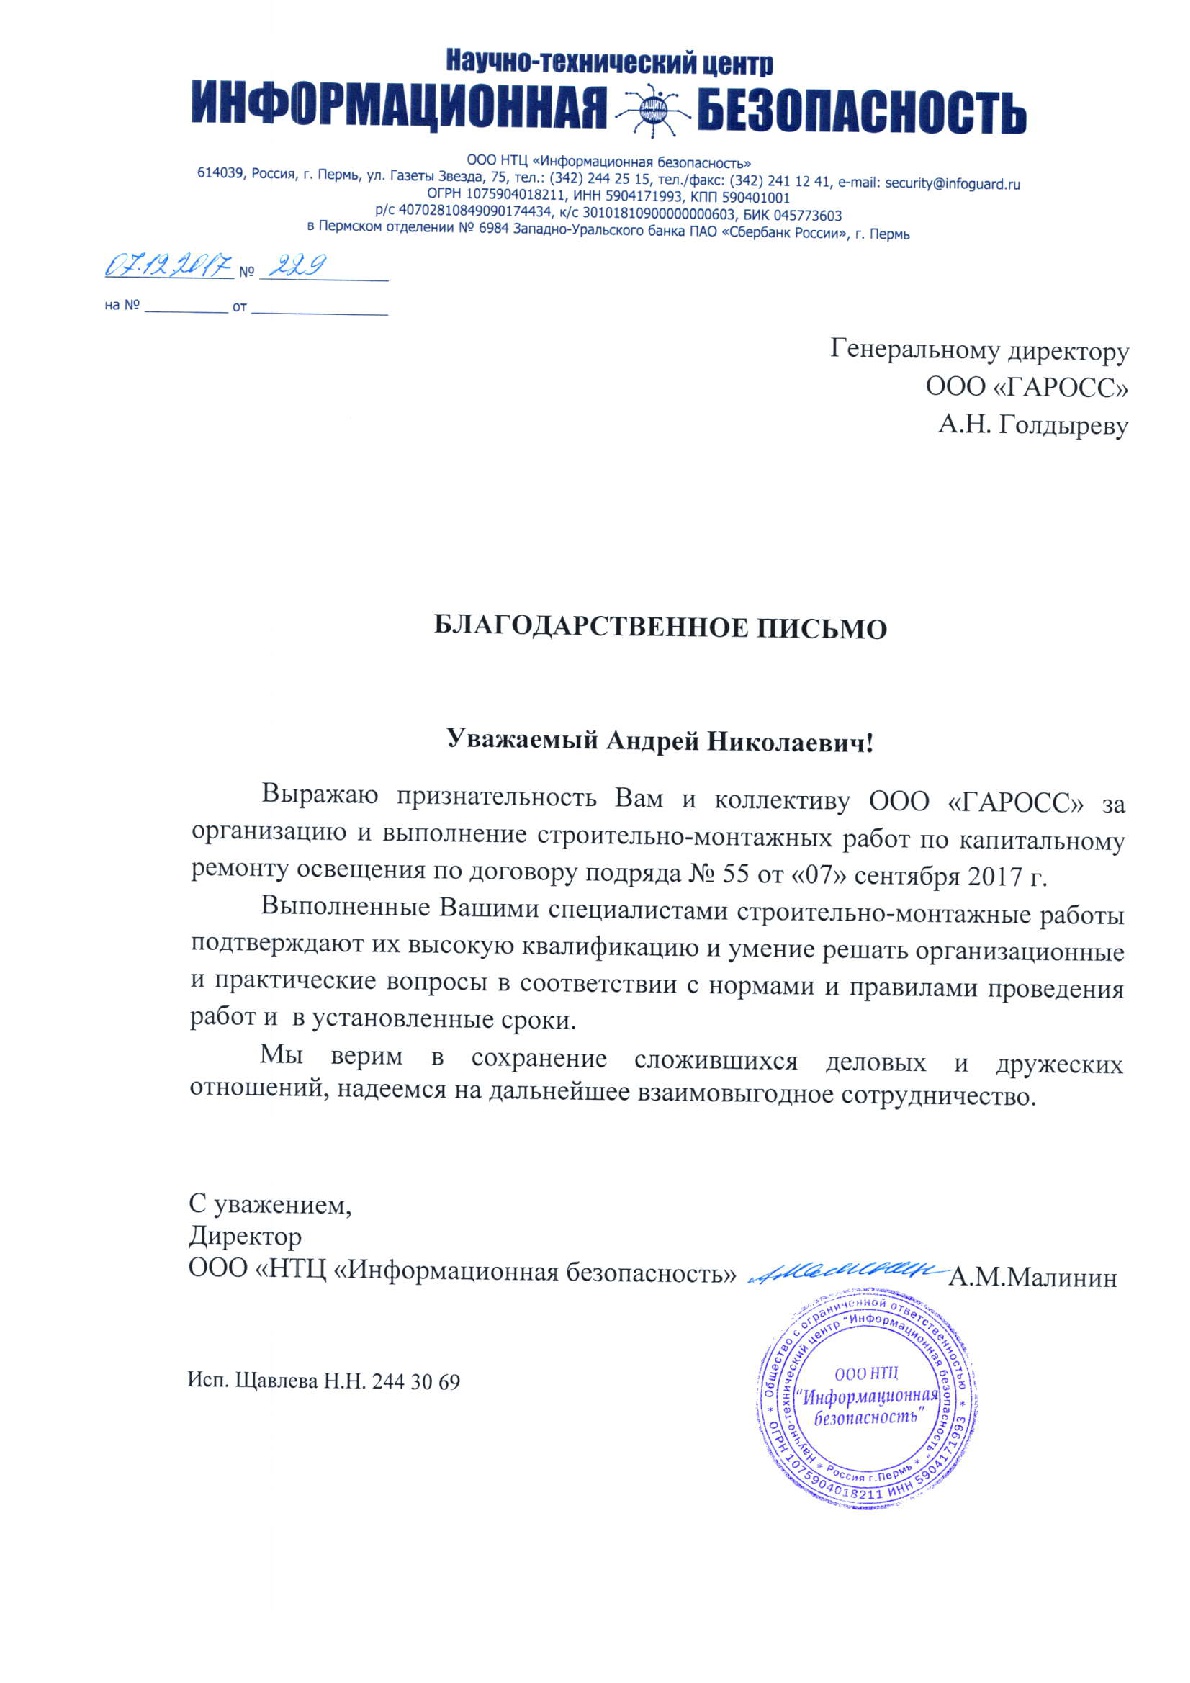 Научно-технический центр
ИНФОРМАЦИОННАЯ БЕЗОПАСНОСТЬ
ООО НТЦ «Информационная безопасность»
614039, Россия, г. Пермь, ул. Газеты Звезда, 75, тел.: (342) 244 25 15, тел./факс: (342) 241 12 41, e-mail: security@infoguard.ru
ОГРН 1075904018211, ИНН 5904171993, КПП 590401001
р/с 40702810849090174434, к/с 30101810900000000603, БИК 045773603
в Пермском отделении № 6984 Западно-Уральского банка ПАО «Сбербанк России», г. Пермь
07.12.2017 № 229
на № ____________ от ____________________
Генеральному директору
ООО «ГАРОСС»
А.Н. Голдыреву
БЛАГОДАРСТВЕННОЕ ПИСЬМО
Уважаемый Андрей Николаевич!
Выражаю признательность Вам и коллективу ООО «ГАРОСС» за
организацию и выполнение строительно-монтажных работ по капитальному
ремонту освещения по договору подряда № 55 от «07» сентября 2017 г.
Выполненные Вашими специалистами строительно-монтажные работы
подтверждают их высокую квалификацию и умение решать организационные
и практические вопросы в соответствии с нормами и правилами проведения
работ и в установленные сроки.
Мы верим в сохранение сложившихся деловых и дружеских
отношений, надеемся на дальнейшее взаимовыгодное сотрудничество.
С уважением,
Директор
ООО «НТЦ «Информационная безопасность» А.М.Малинин
Исп. Щавлева Н.Н. 244 30 69
Общество с ограниченной ответственностью
* ОГРН 1075904018211 ИНН 5904171993 *
Научно-технический центр "Информационная безопасность"
* Россия г.Пермь *
ООО НТЦ
"Информационная
безопасность"